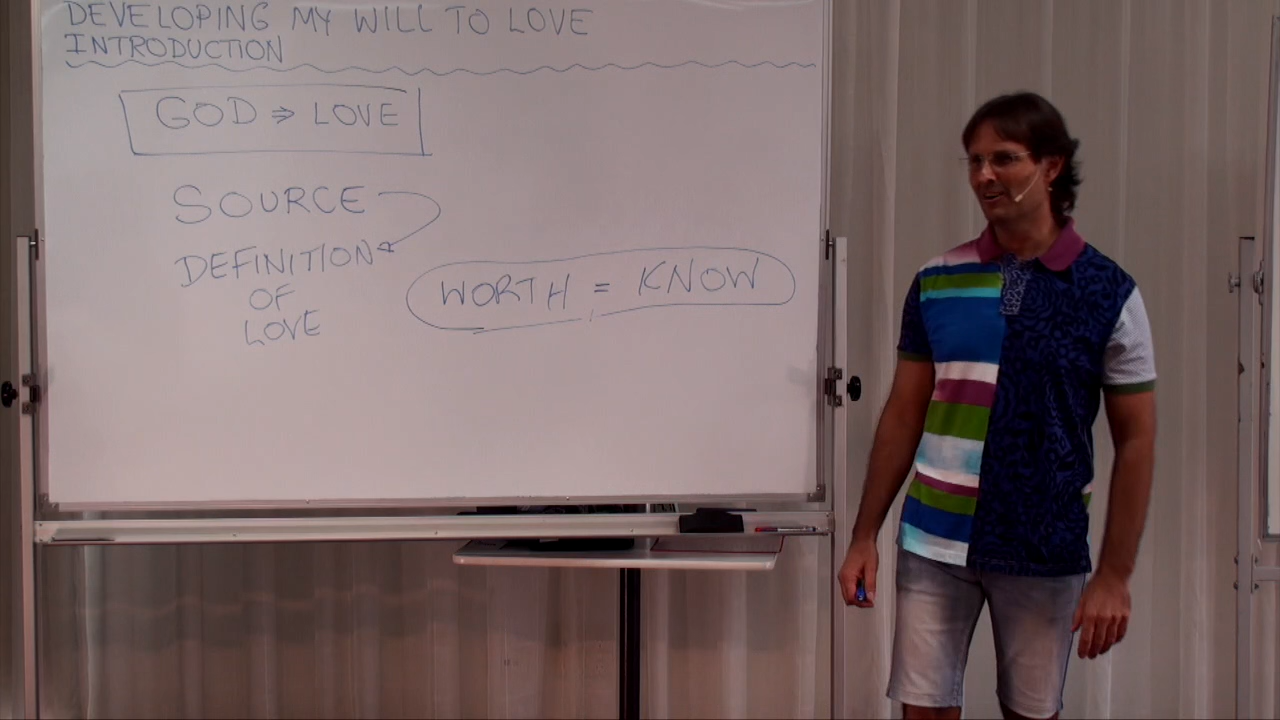 DEVELOPING MY WILL TO LOVE
INTRODUCTION
GOD ⇒ LOVE
SOURCE
DEFINITION
OF
LOVE
WORTH = KNOW